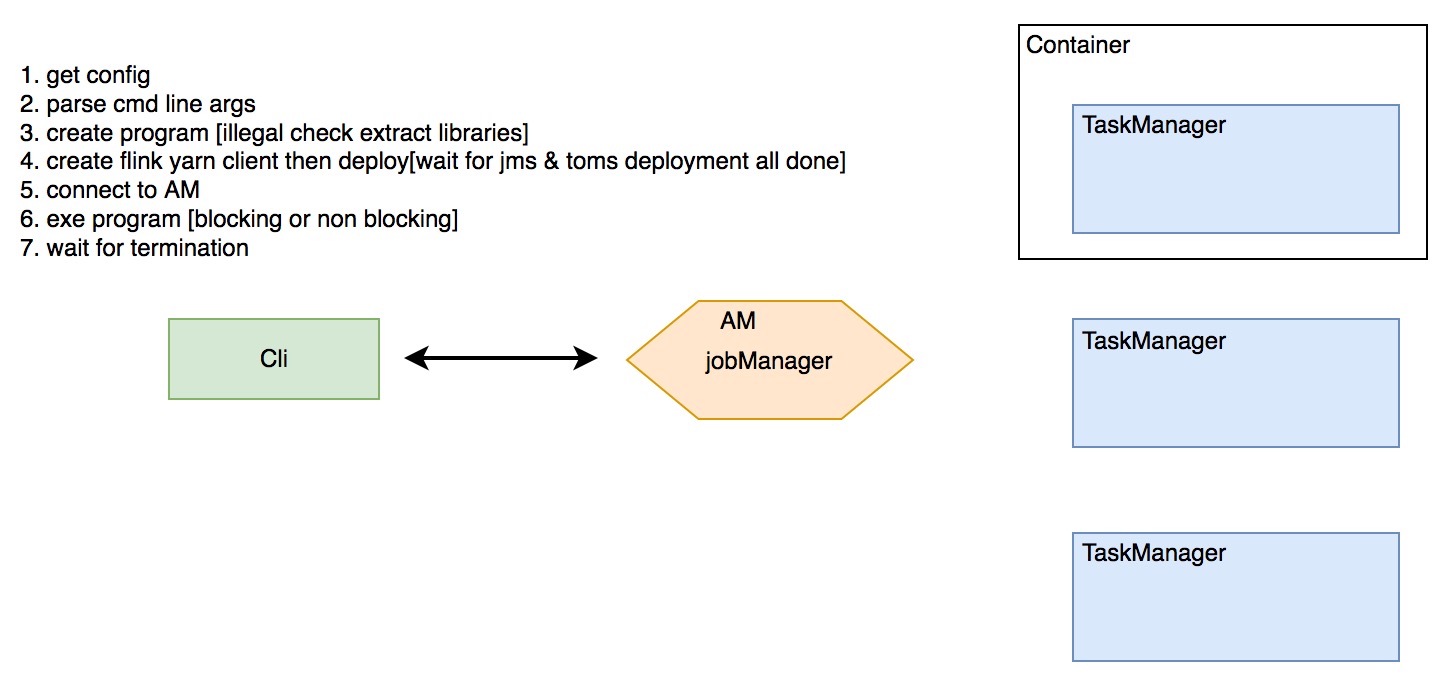 1. get config
2. parse cmd line args
3. create program [illegal check extract libraries]
4. create flink yarn client then deploy[wait for jms & toms deployment all done]
5. connect to AM
6. exe program [blocking or non blocking]
7. wait for termination
Container
TaskManager
Cli
AM
jobManager
TaskManager
TaskManager